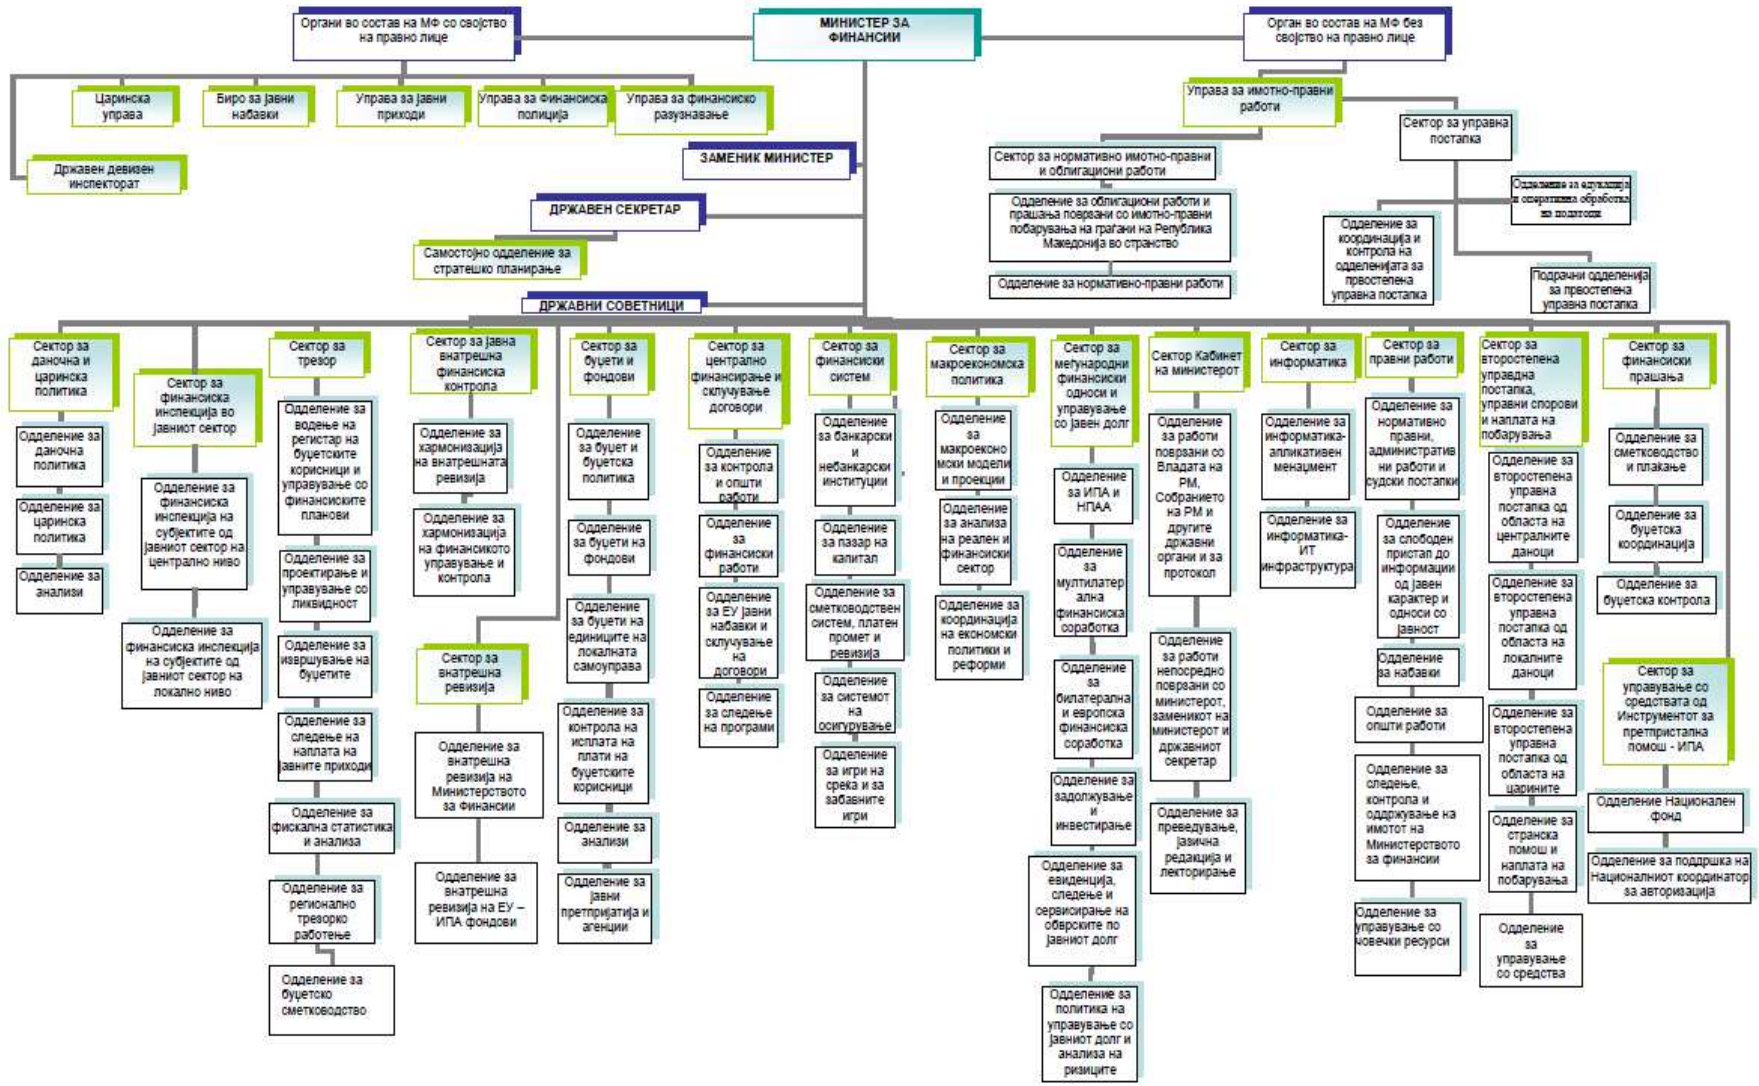 Органи во состав на МФ со својство
на правно лице
МИНИСТЕР ЗА
ФИНАНСИИ
Орган во состав на МФ без
својство на правно лице
Царинска
управа
Биро за јавни
набавки
Управа за јавни
приходи
Управа за Финансиска
полиција
Управа за финансиско
разузнавање
Државен девизен
инспекторат
Управа за имотно-правни
работи
Сектор за управна
постапка
ЗАМЕНИК МИНИСТЕР
Сектор за нормативно имотно-правни
и облигациони работи
Одделение за едукација
и оперативна обработка
на податоци
ДРЖАВЕН СЕКРЕТАР
Одделение за облигациони работи и
прашања поврзани со имотно-правни
побарувања на граѓани на Република
Македонија во странство
Одделение за
координација и
контрола на
одделенијата за
првостепена
управна постапка
Самостојно одделение за
стратешко планирање
Одделение за нормативно-правни работи
Подрачни одделенија
за првостепена
управна постапка
ДРЖАВНИ СОВЕТНИЦИ
Сектор за
даночна и
царинска
политика
Одделение за
даночна
политика
Одделение за
царинска
политика
Одделение за
анализи
Сектор за
финансиска
инспекција во
јавниот сектор
Одделение за
финансиска
инспекција на
субјектите од
јавниот сектор на
централно ниво
Одделение за
финансиска инспекција
на субјектите од
јавниот сектор на
локално ниво
Сектор за
трезор
Одделение за
водење на
регистар на
буџетските
корисници и
управување со
финансиските
планови
Одделение за
проектирање и
управување со
ликвидност
Одделение за
извршување на
буџетите
Одделение за
следење на
наплата на
јавните приходи
Одделение за
фискална статистика
и анализа
Одделение за
регионално
трезорко
работење
Одделение за
буџетско
сметководство
Сектор за јавна
внатрешна
финансиска
контрола
Одделение за
хармонизација
на внатрешната
ревизија
Одделение за
хармонизација
на финансикото
управување и
контрола
Сектор за
внатрешна
ревизија
Одделение за
внатрешна
ревизија на
Министерството
за Финансии
Одделение за
внатрешна
ревизија на ЕУ –
ИПА фондови
Сектор за
буџети и
фондови
Одделение
за буџет и
буџетска
политика
Одделение
за буџети на
фондови
Одделение
за буџети на
единиците на
локалната
самоуправа
Одделение за
контрола на
исплата на
плати на
буџетските
корисници
Одделение за
анализи
Одделение за
јавни
претпријатија и
агенции
Сектор за
централно
финансирање и
склучување
договори
Одделение
за контрола
и општи
работи
Одделение
за
финансиски
работи
Одделение
за ЕУ јавни
набавки и
склучување
на
договори
Одделение
за следење
на програми
Сектор за
финансиски
систем
Одделение
за банкарски
и
небанкарски
институции
Одделение
за пазар на
капитал
Одделение за
сметководствен
систем, платен
промет и
ревизија
Одделение
за системот
на
осигурување
Одделение
за игри на
среќа и за
забавните
игри
Сектор за
макроекономска
политика
Одделение
за
макроеконо
мски модели
и проекции
Одделение
за анализа
на реален и
финансиски
сектор
Одделение за
координација
на економски
политики и
реформи
Сектор за
меѓународни
финансиски
односи и
управување
со јавен долг
Одделение
за ИПА и
НПАА
Одделение
за
мултилатер
ална
финансиска
соработка
Одделение
за
билатерална
и европска
финансиска
соработка
Одделение за
задолжување
и
инвестирање
Одделение за
евиденција,
следење и
сервисирање на
обврските по
јавниот долг
Одделение за
политика на
управување со
јавниот долг и
анализа на
ризиците
Сектор Кабинет
на министерот
Одделение
за работи
поврзани со
Владата на
РМ,
Собранието
на РМ и
другите
државни
органи и за
протокол
Одделение
за работи
непосредно
поврзани со
министерот,
заменикот на
министерот и
државниот
секретар
Одделение за
преведување,
јазична
редакција и
лекторирање
Сектор за
информатика
Одделение за
информатика-
апликативен
менаџмент
Одделение за
информатика-
ИТ
инфраструктура
Сектор за
правни работи
Одделение за
нормативно
правни,
административ
ни работи и
судски постапки
Одделение
за слободен
пристап до
информации
од јавен
карактер и
односи со
јавност
Одделение
за набавки
Одделение за
општи работи
Одделение за
следење,
контрола и
оддржување на
имотот на
Министерството
за финансии
Одделение за
управување со
човечки ресурси
Сектор за
второстепена
управдна
постапка,
управни спорови
и наплата на
побарувања
Одделение за
второстепена
управна
постапка од
областа на
централните
даноци
Одделение за
второстепена
управна
постапка од
областа на
локалните
даноци
Одделение за
второстепена
управна
постапка од
областа на
царините
Одделение за
странска
помош и
наплата на
побарувања
Одделение
за
управување
со средства
Сектор за
финансиски
прашања
Одделение за
сметководство
и плаќање
Одделение за
буџетска
координација
Одделение за
буџетска контрола
Сектор за
управување со
средствата од
Инструментот за
претпристапна
помош - ИПА
Одделение Национален
фонд
Одделение за поддршка на
Националниот координатор
за авторизација